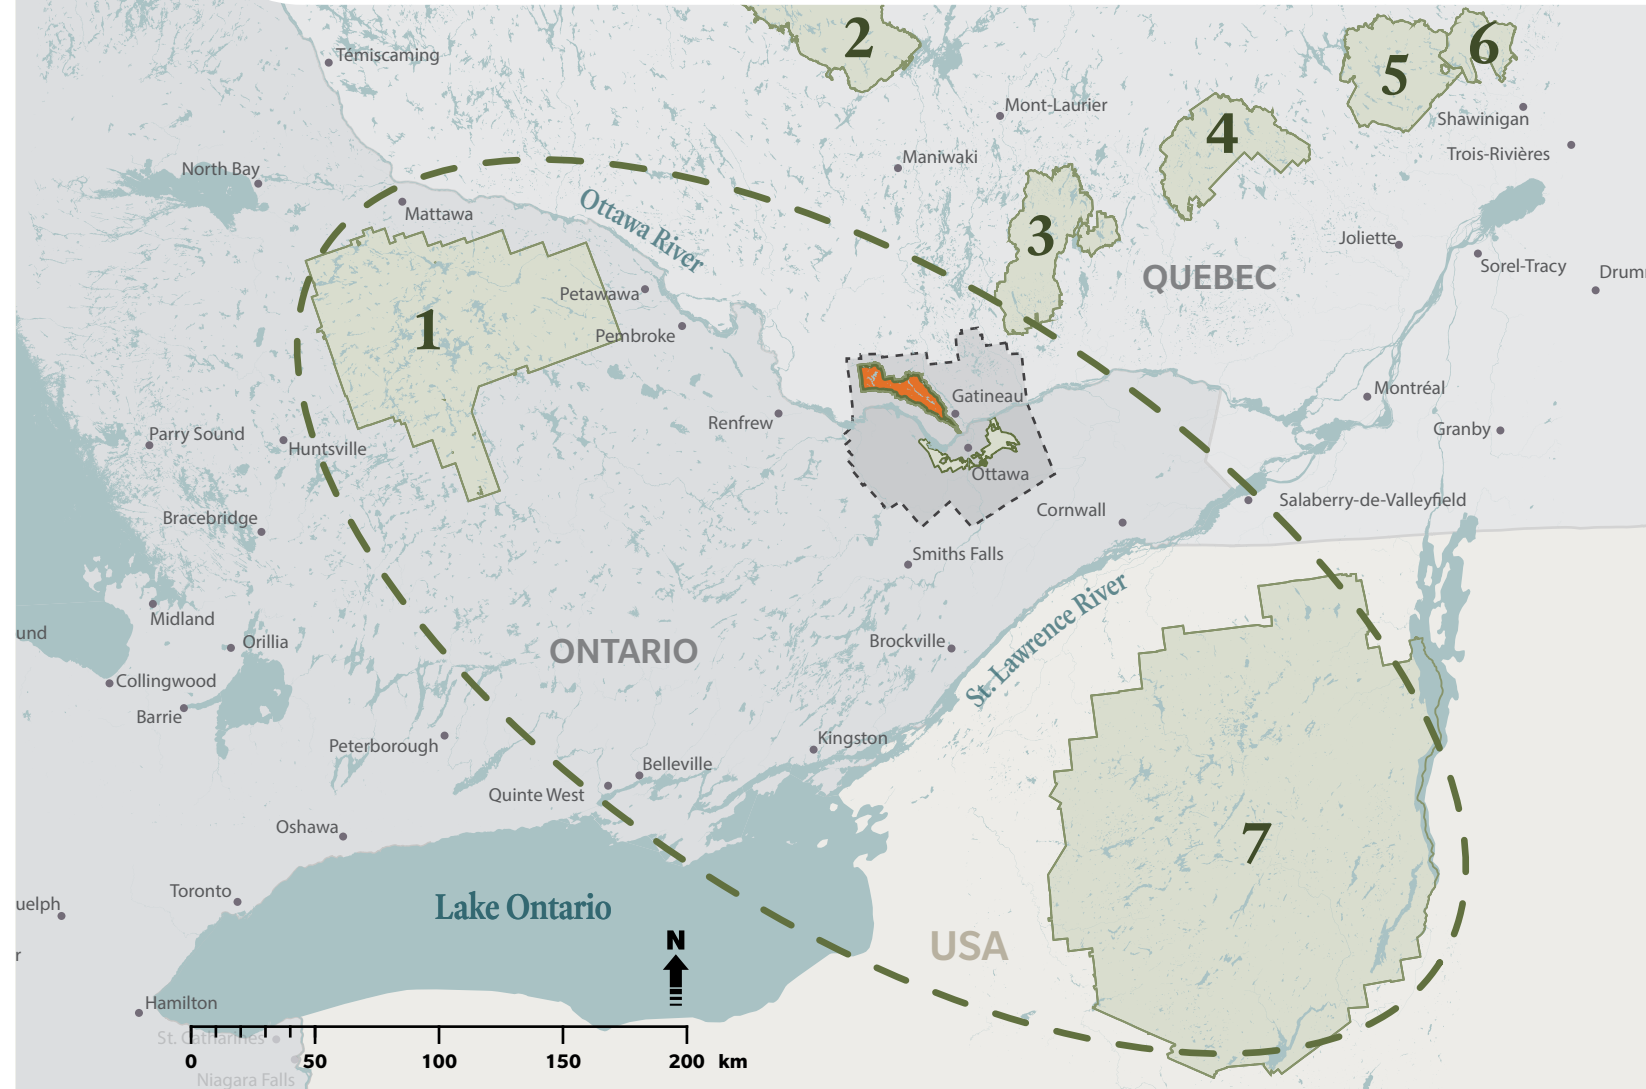 2
5
6
Témiscaming
Mont-Laurier
Shawinigan
4
Trois-Rivières
Maniwaki
North Bay
Mattawa
Ottawa River
3
Joliette
Sorel-Tracy
Drum
QUEBEC
Petawawa
1
Pembroke
Gatineau
Montréal
Renfrew
Granby
Parry Sound
Huntsville
Ottawa
Salaberry-de-Valleyfield
Cornwall
Bracebridge
Smiths Falls
Midland
St. Lawrence River
und
Orillia
Brockville
ONTARIO
Collingwood
Barrie
Peterborough
Kingston
Belleville
Quinte West
Oshawa
7
Toronto
uelph
Lake Ontario
N
USA
r
Hamilton
St. Catharines
0 50 100 150 200 km
Niagara Falls